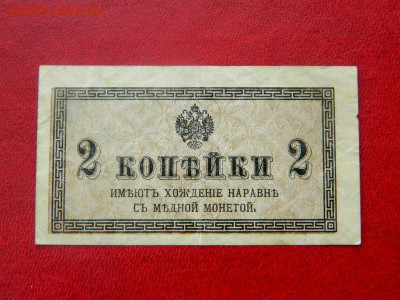 2 КОПѢЙКИ 2
ИМѢЮТЪ ХОЖДЕНІЕ НАРАВНѢ
СЪ МѢДНОЙ МОНЕТОЙ.